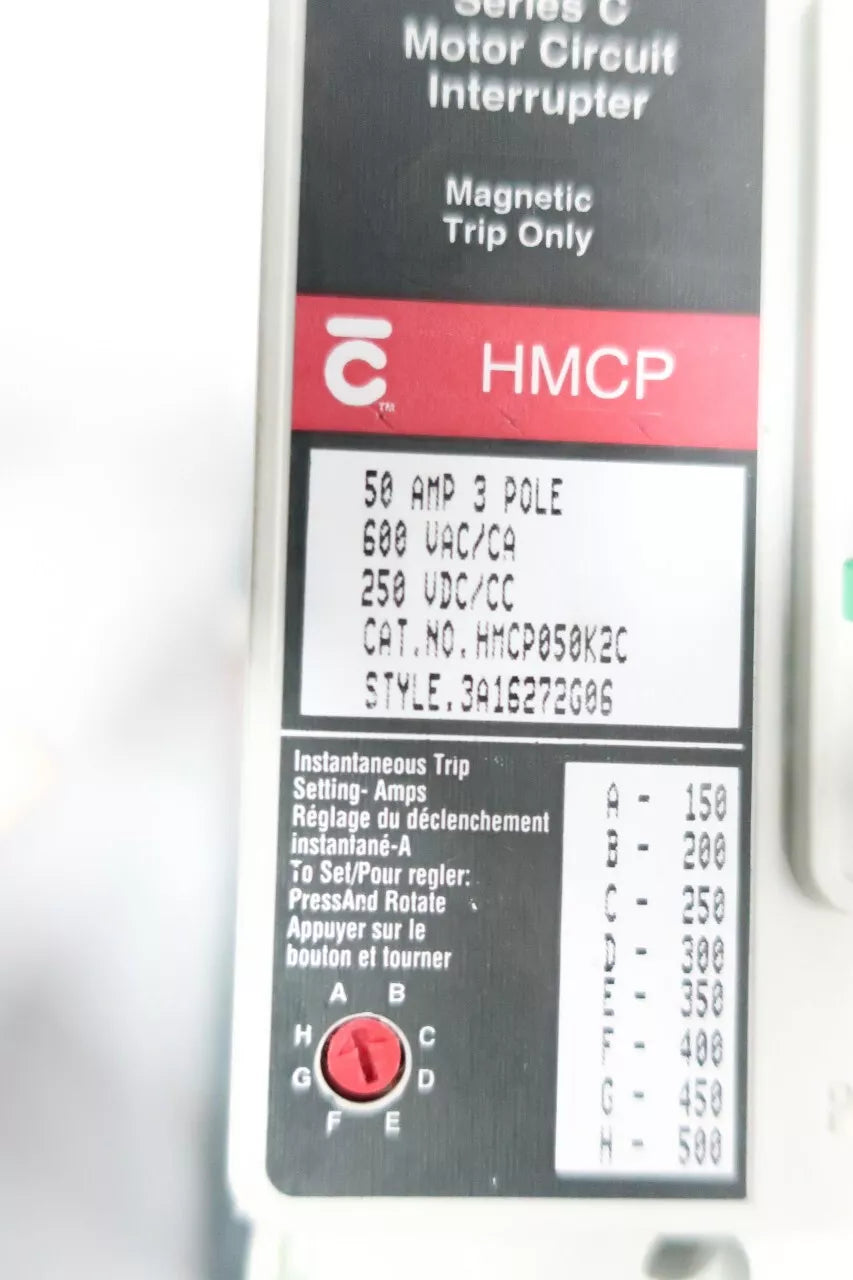 Series C
Motor Circuit
Interrupter
Magnetic
Trip Only
C
TM
HMCP
50 AMP 3 POLE
600 VAC/CA
250 VDC/CC
CAT.NO.HMCP050K2C
STYLE.3A16272G06
Instantaneous Trip
Setting- Amps
Réglage du déclenchement
instantané-A
To Set/Pour regler:
PressAnd Rotate
Appuyer sur le
bouton et tourner
A B
H C
G D
F E
A - 150
B - 200
C - 250
D - 300
E - 350
F - 400
G - 450
H - 500